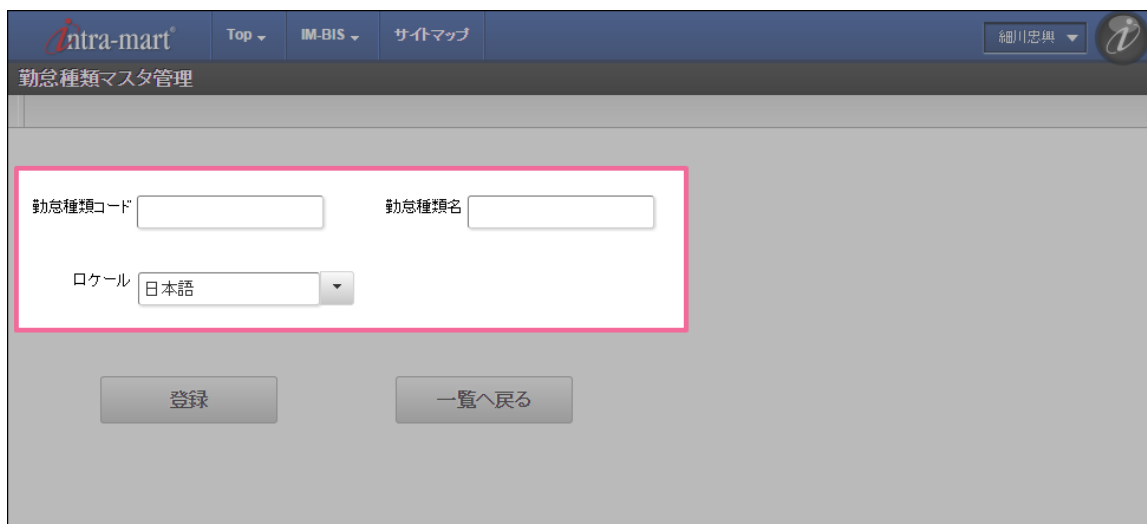 intra-mart® Top IM-BIS サイトマップ 細川忠興
勤怠種類マスタ管理
勤怠種類コード 勤怠種類名
ロケール 日本語
登録 一覧へ戻る